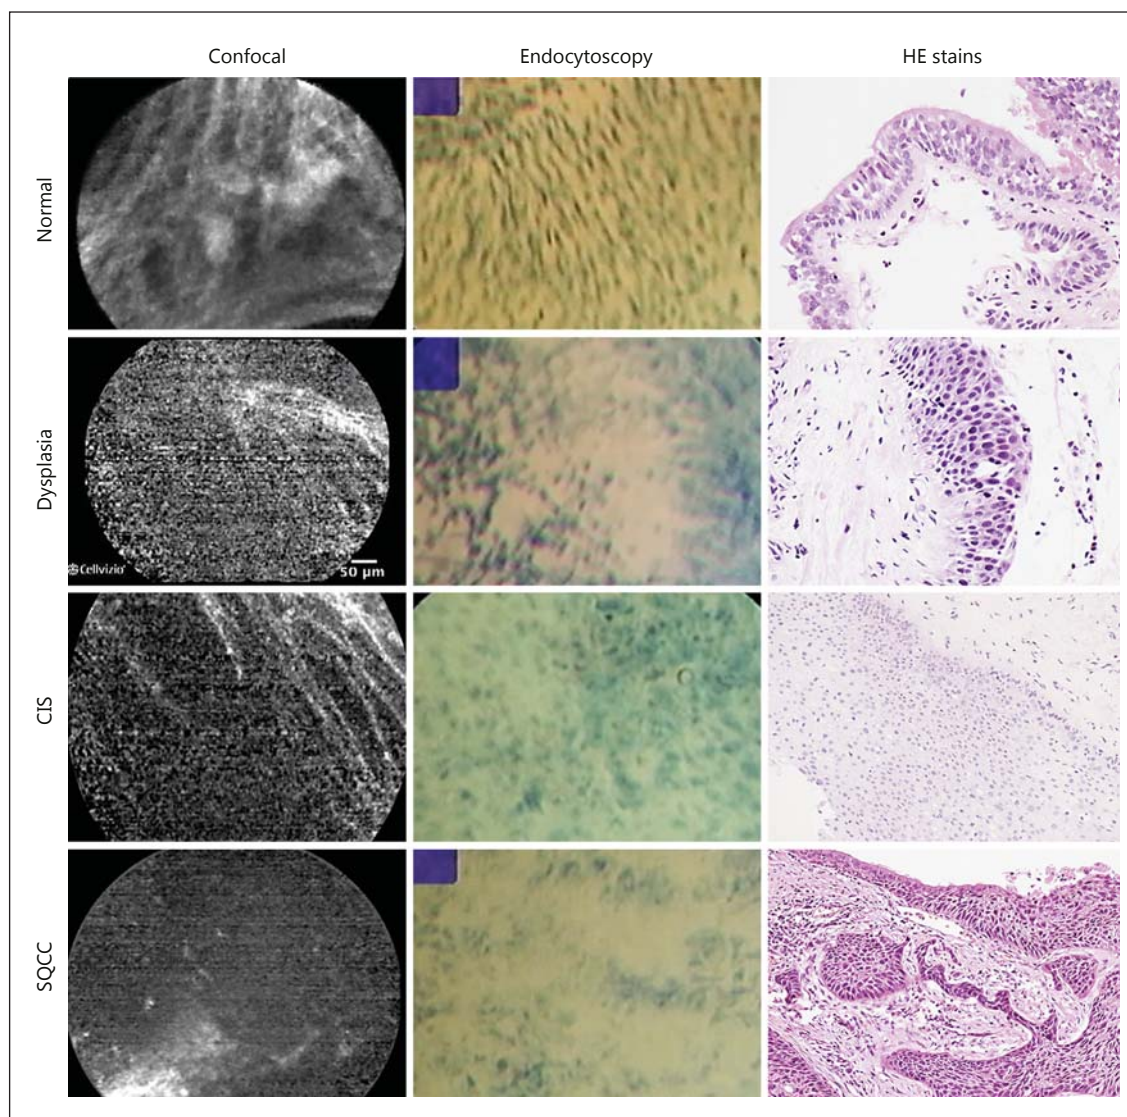 Confocal
Endocytoscopy
HE stains
Normal
Dysplasia
Cellvizio
50 µm
CIS
SQCC